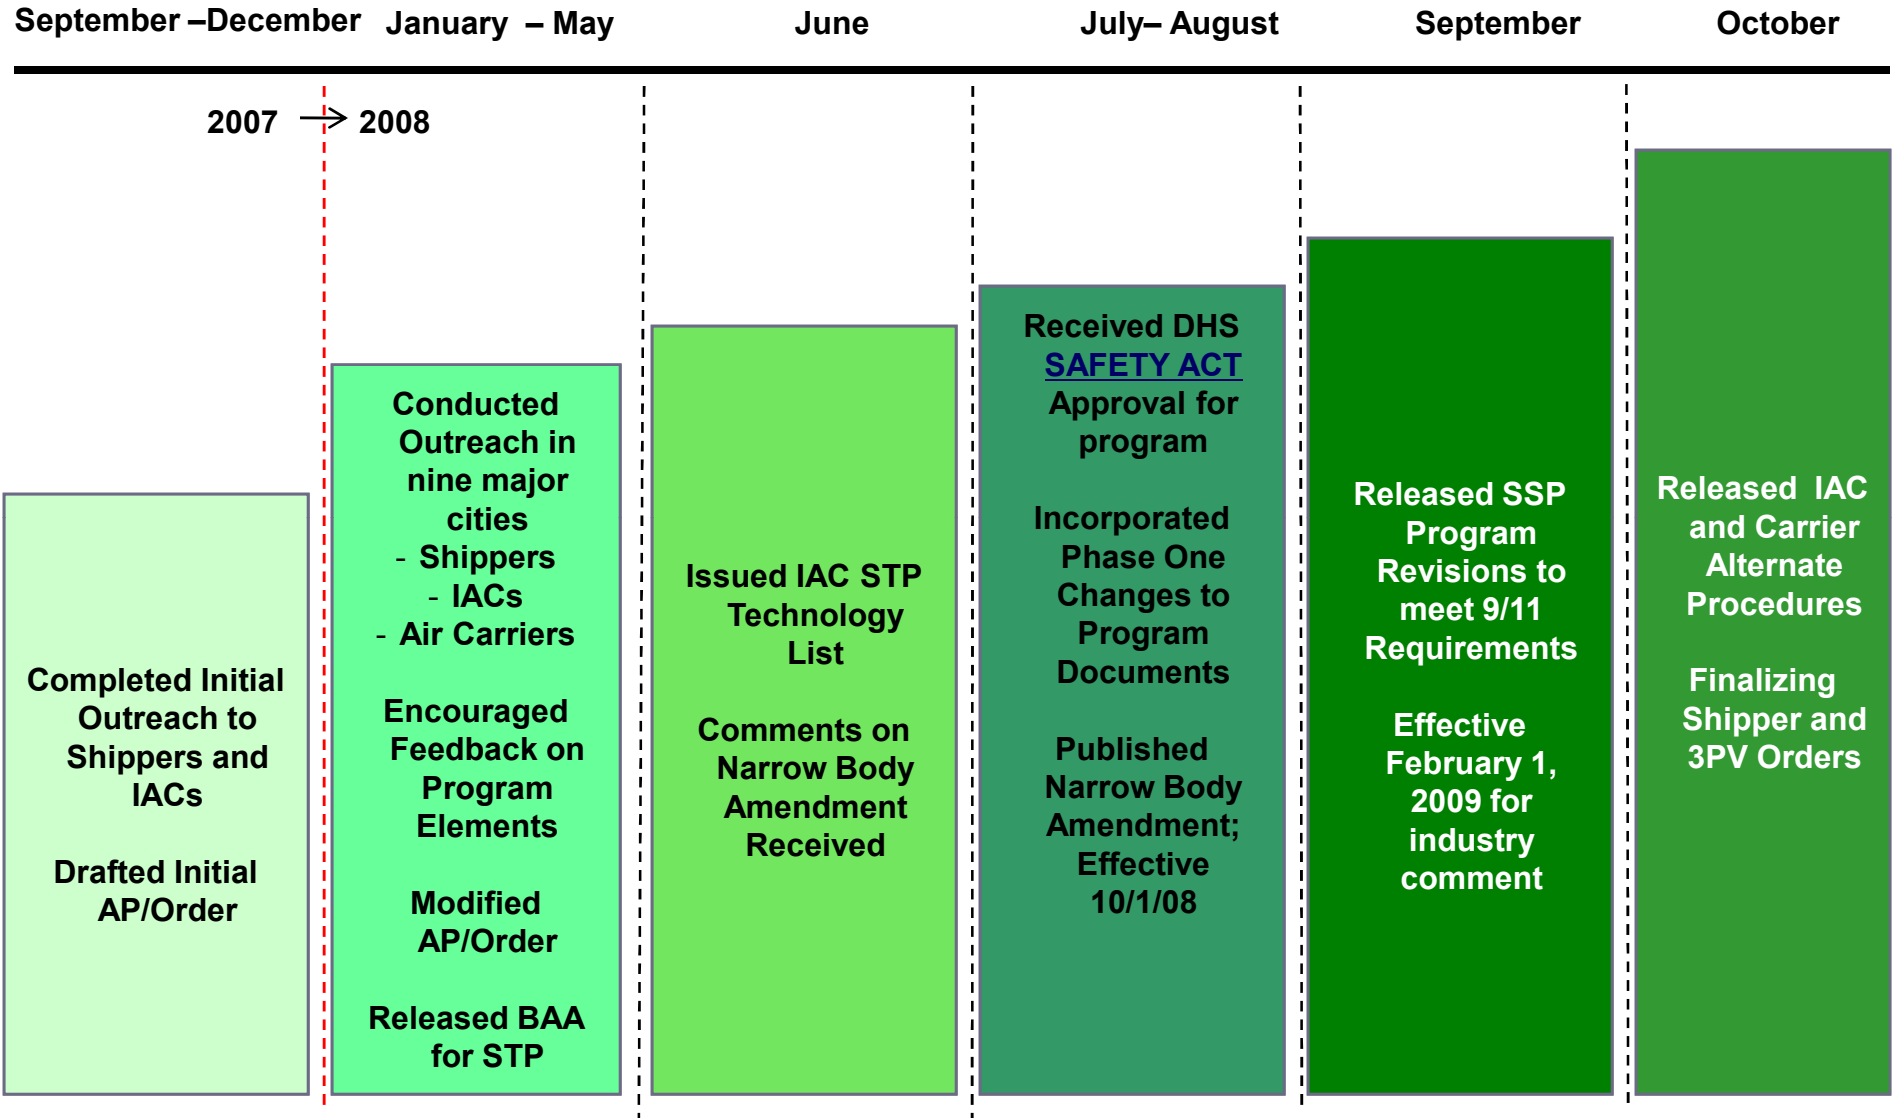 September –December
January – May
June
July– August
September
October
2007
2008
Completed Initial
Outreach to
Shippers and
IACs
Drafted Initial
AP/Order
Conducted
Outreach in
nine major
cities
- Shippers
- IACs
- Air Carriers
Encouraged
Feedback on
Program
Elements
Modified
AP/Order
Released BAA
for STP
Issued IAC STP
Technology
List
Comments on
Narrow Body
Amendment
Received
Received DHS
SAFETY ACT
Approval for
program
Incorporated
Phase One
Changes to
Program
Documents
Published
Narrow Body
Amendment;
Effective
10/1/08
Released SSP
Program
Revisions to
meet 9/11
Requirements
Effective
February 1,
2009 for
industry
comment
Released IAC
and Carrier
Alternate
Procedures
Finalizing
Shipper and
3PV Orders